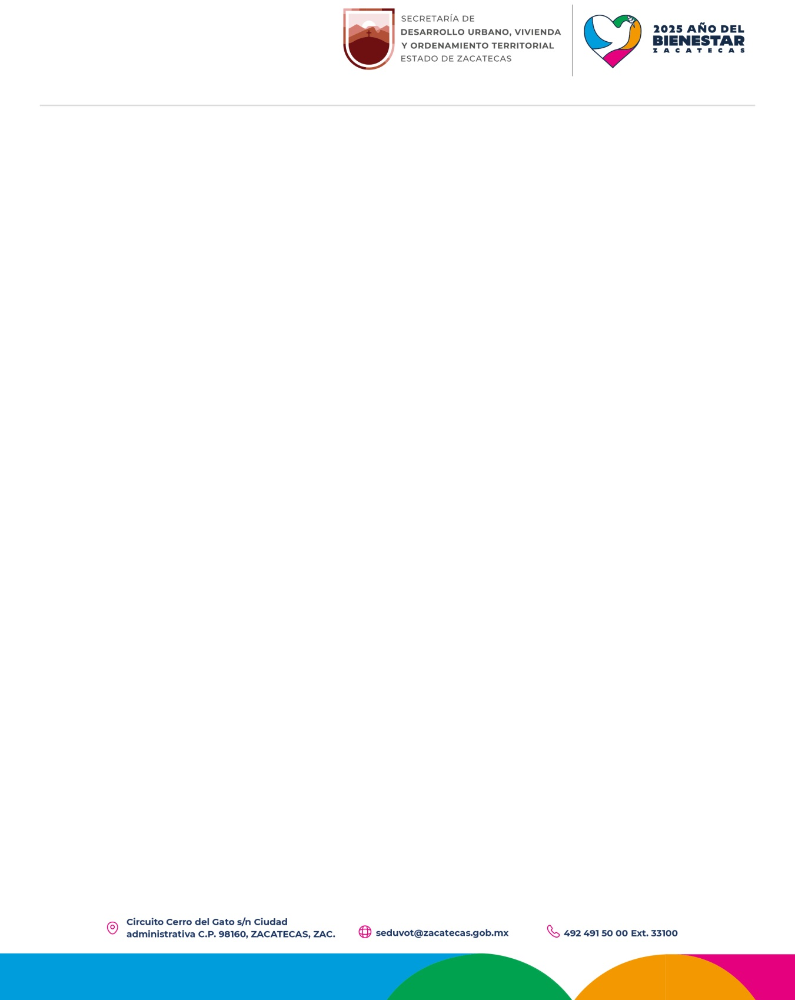 SECRETARÍA DE
DESARROLLO URBANO, VIVIENDA
Y ORDENAMIENTO TERRITORIAL
ESTADO DE ZACATECAS
2025 AÑO DEL
BIENESTAR
ZACATECAS
Circuito Cerro del Gato s/n Ciudad
administrativa C.P. 98160, ZACATECAS, ZAC.
seduvot@zacatecas.gob.mx
492 491 50 00 Ext. 33100